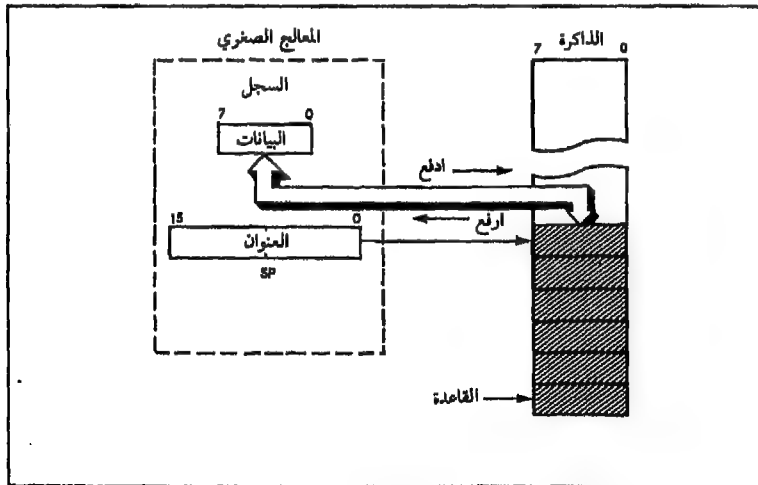 المعالج الصغري
الذاكرة
7 0
السجل
7 0
البيانات
ادفع
ارفع
15 0
العنوان
SP
القاعدة